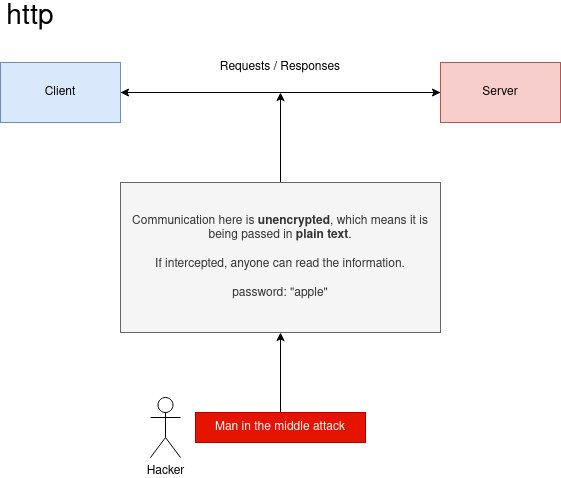 http
Requests / Responses
Client
Server
Communication here is unencrypted, which means it is
being passed in plain text.
If intercepted, anyone can read the information.
password: "apple"
Man in the middle attack
Hacker